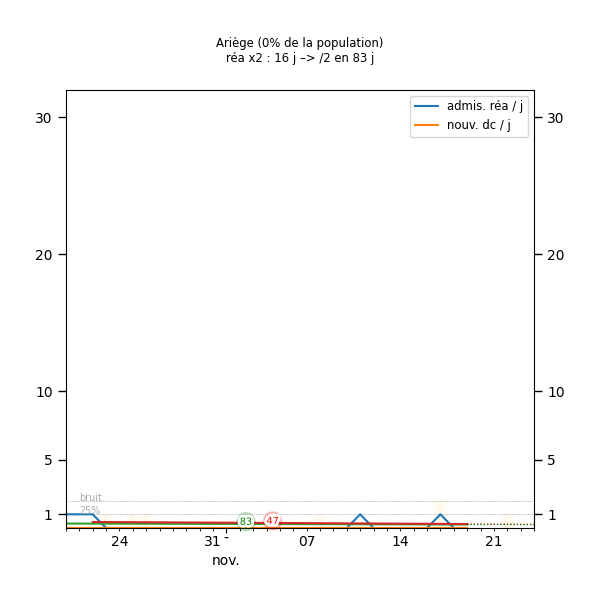 Ariège (0% de la population)
réa x2 : 16 j –> /2 en 83 j
admis. réa / j
nouv. dc / j
30 30
20 20
10 10
5 5
bruit
25%
1 1
83 47
24 31 - 07 14 21
nov.